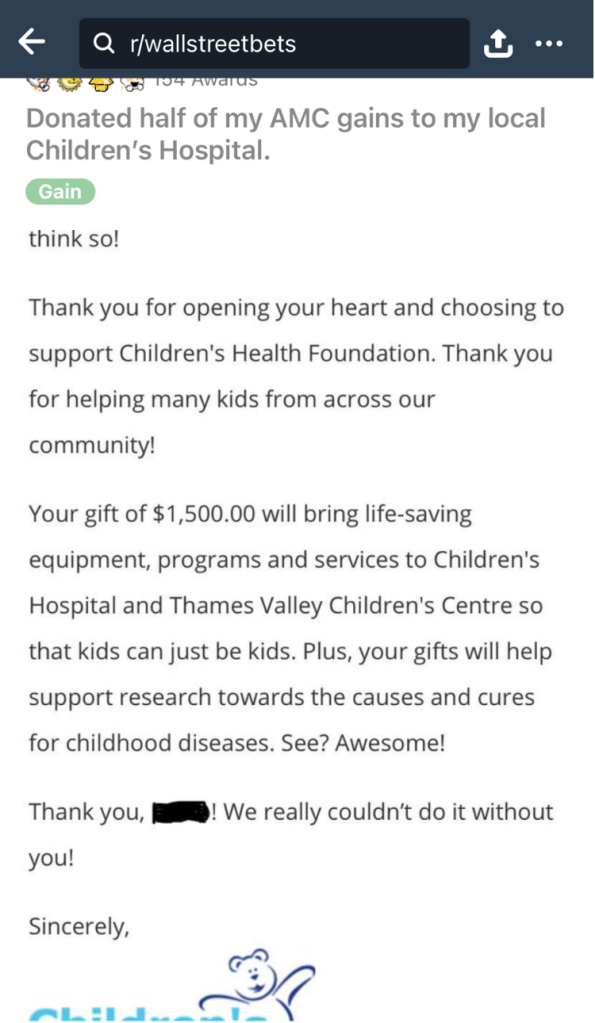 r/wallstreetbets
154 Awards
Donated half of my AMC gains to my local
Children's Hospital.
Gain
think so!
Thank you for opening your heart and choosing to
support Children's Health Foundation. Thank you
for helping many kids from across our
community!
Your gift of $1,500.00 will bring life-saving
equipment, programs and services to Children's
Hospital and Thames Valley Children's Centre so
that kids can just be kids. Plus, your gifts will help
support research towards the causes and cures
for childhood diseases. See? Awesome!
Thank you, ! We really couldn't do it without
you!
Sincerely,
Children's